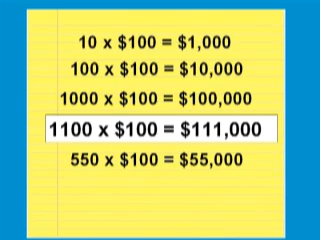 10 x $100 = $1,000
100 x $100 = $10,000
1000 x $100 = $100,000
1100 x $100 = $111,000
550 x $100 = $55,000